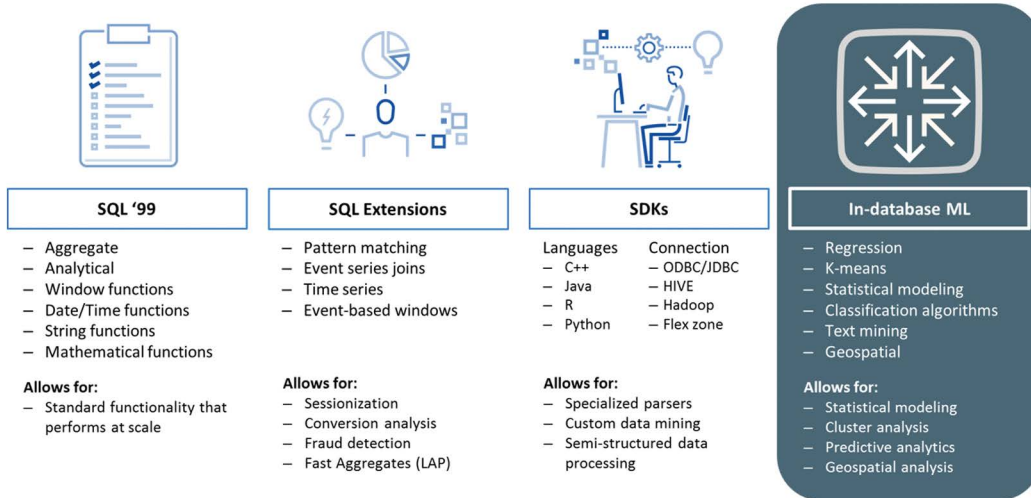 SQL ‘99
– Aggregate
– Analytical
– Window functions
– Date/Time functions
– String functions
– Mathematical functions
Allows for:
– Standard functionality that
performs at scale
SQL Extensions
– Pattern matching
– Event series joins
– Time series
– Event-based windows
Allows for:
– Sessionization
– Conversion analysis
– Fraud detection
– Fast Aggregates (LAP)
SDKs
Languages
– C++
– Java
– R
– Python
Connection
– ODBC/JDBC
– HIVE
– Hadoop
– Flex zone
Allows for:
– Specialized parsers
– Custom data mining
– Semi-structured data
processing
In-database ML
– Regression
– K-means
– Statistical modeling
– Classification algorithms
– Text mining
– Geospatial
Allows for:
– Statistical modeling
– Cluster analysis
– Predictive analytics
– Geospatial analysis